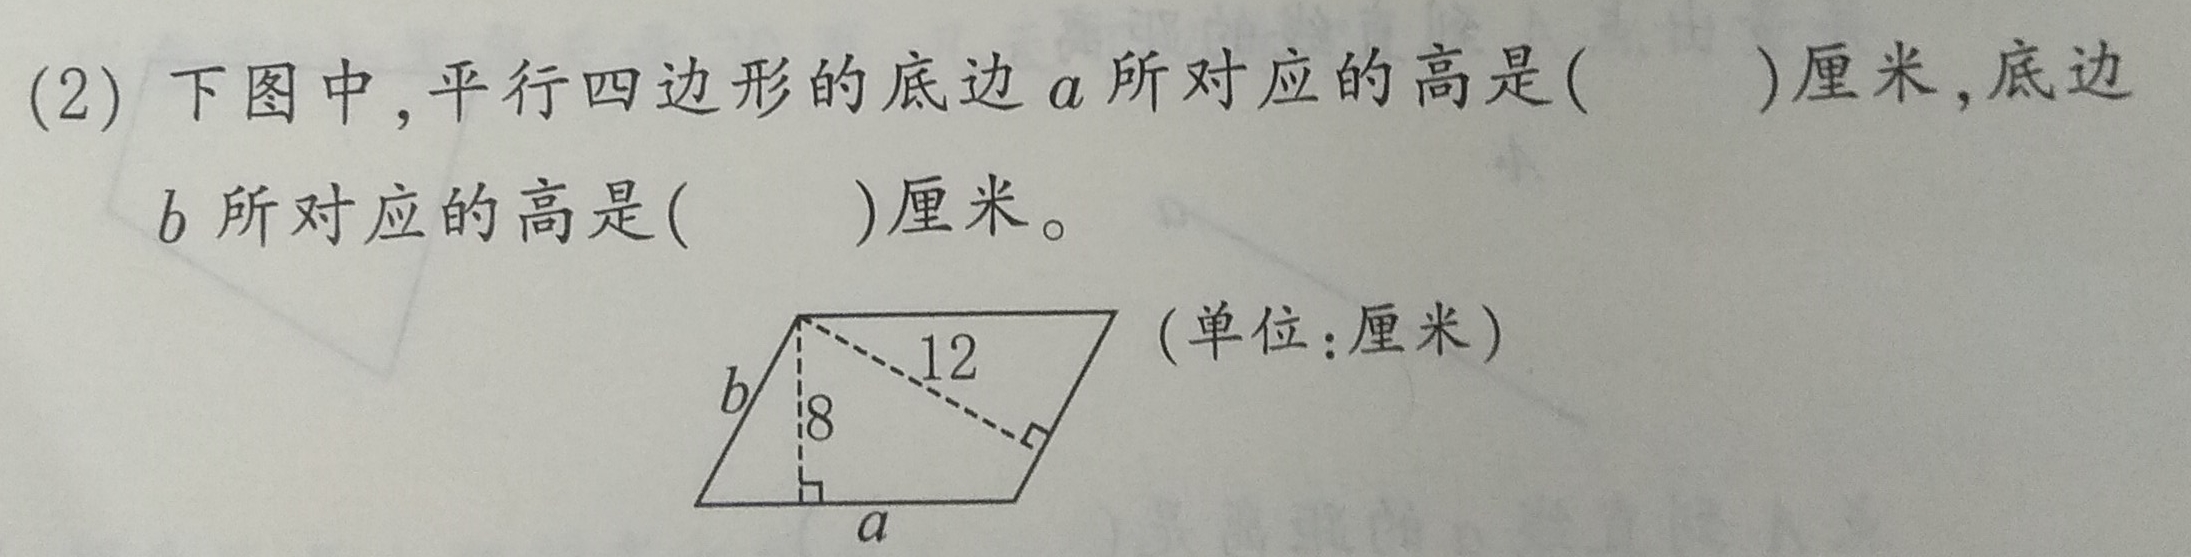 (2) 下图中,平行四边形的底边 a 所对应的高是(    )厘米,底边
b 所对应的高是(    )厘米。
(单位:厘米)
12
b
8
a